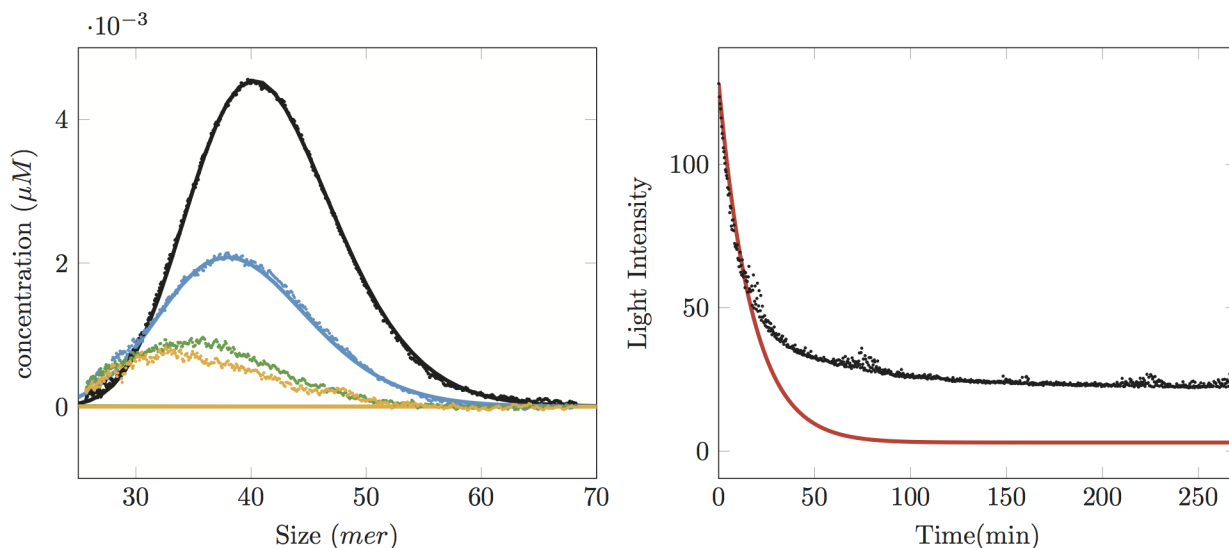 ·10⁻³
4
2
0
concentration (μM)
30 40 50 60 70
Size (mer)
100
50
0
Light Intensity
0 50 100 150 200 250
Time(min)